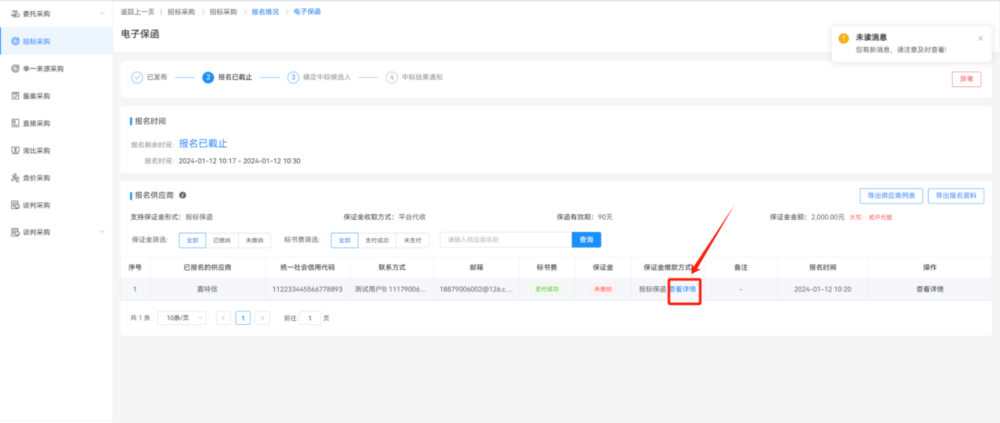 委托采购
招标采购
单一来源采购
备案采购
直接采购
询比采购
竞价采购
谈判采购
谈判采购
返回上一页 | 招标采购 > 招标采购 > 报名情况 > 电子保函
电子保函
未读消息
您有新消息，请注意及时查看!
已发布 2 报名已截止 3 确定中标候选人 4 中标结果通知
异常
报名时间
报名剩余时间: 报名已截止
报名时间: 2024-01-12 10:17 - 2024-01-12 10:30
报名供应商
导出供应商列表 导出报名资料
支持保证金形式: 投标保函 保证金收取方式: 平台代收 保函有效期: 90天 保证金金额: 2,000.00元 大写: 贰仟元整
保证金筛选: 全部 已缴纳 未缴纳 标书费筛选: 全部 支付成功 未支付 请输入供应商名称 查询
序号 已报名的供应商 统一社会信用代码 联系方式 邮箱 标书费 保证金 保证金缴款方式 备注 报名时间 操作
1 嘉特信 112233445566778893 测试用户B 11179006... 18879006002@126.c... 支付成功 未缴纳 投标保函 查看详情 - 2024-01-12 10:20 查看详情
共 1 条 10条/页 1 前往 1 页